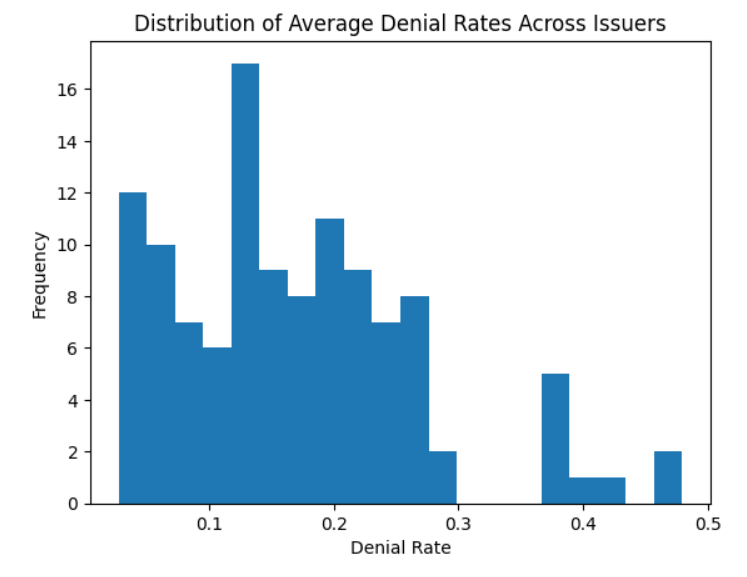 Distribution of Average Denial Rates Across Issuers
Frequency
16
14
12
10
8
6
4
2
0
0.1 0.2 0.3 0.4 0.5
Denial Rate